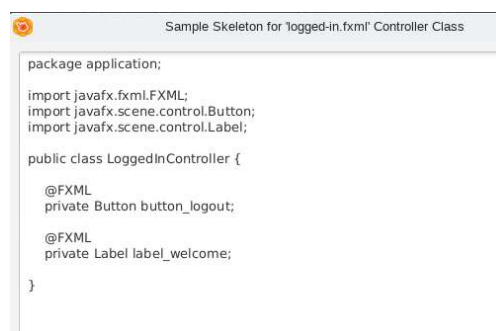 Sample Skeleton for 'logged-in.fxml' Controller Class
package application;
import javafx.fxml.FXML;
import javafx.scene.control.Button;
import javafx.scene.control.Label;
public class LoggedInController {
@FXML
private Button button_logout;
@FXML
private Label label_welcome;
}